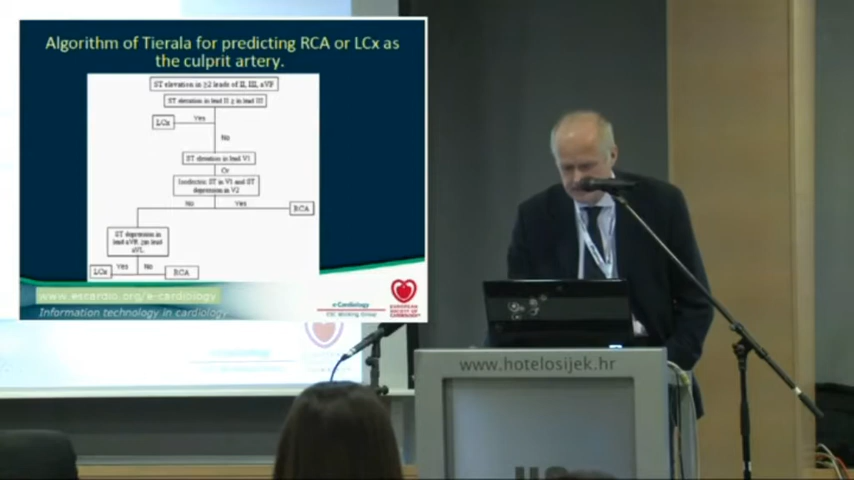 Algorithm of Tierala for predicting RCA or LCx as
the culprit artery.
ST elevation in ≥2 leads of II, III, aVF
ST elevation in lead II ≥ in lead III
Yes
LCx
No
ST elevation in lead V1
Or
Isoelectric ST in V1 and ST
depression in V2
No
Yes
RCA
ST depression in
lead aVR ≥ in lead
aVL
Yes
No
LCx
RCA
www.escardio.org/e-cardiology
Information technology in cardiology
e-Cardiology
ESC Working Group
EUROPEAN
SOCIETY OF
CARDIOLOGY
www.hotelosijek.hr